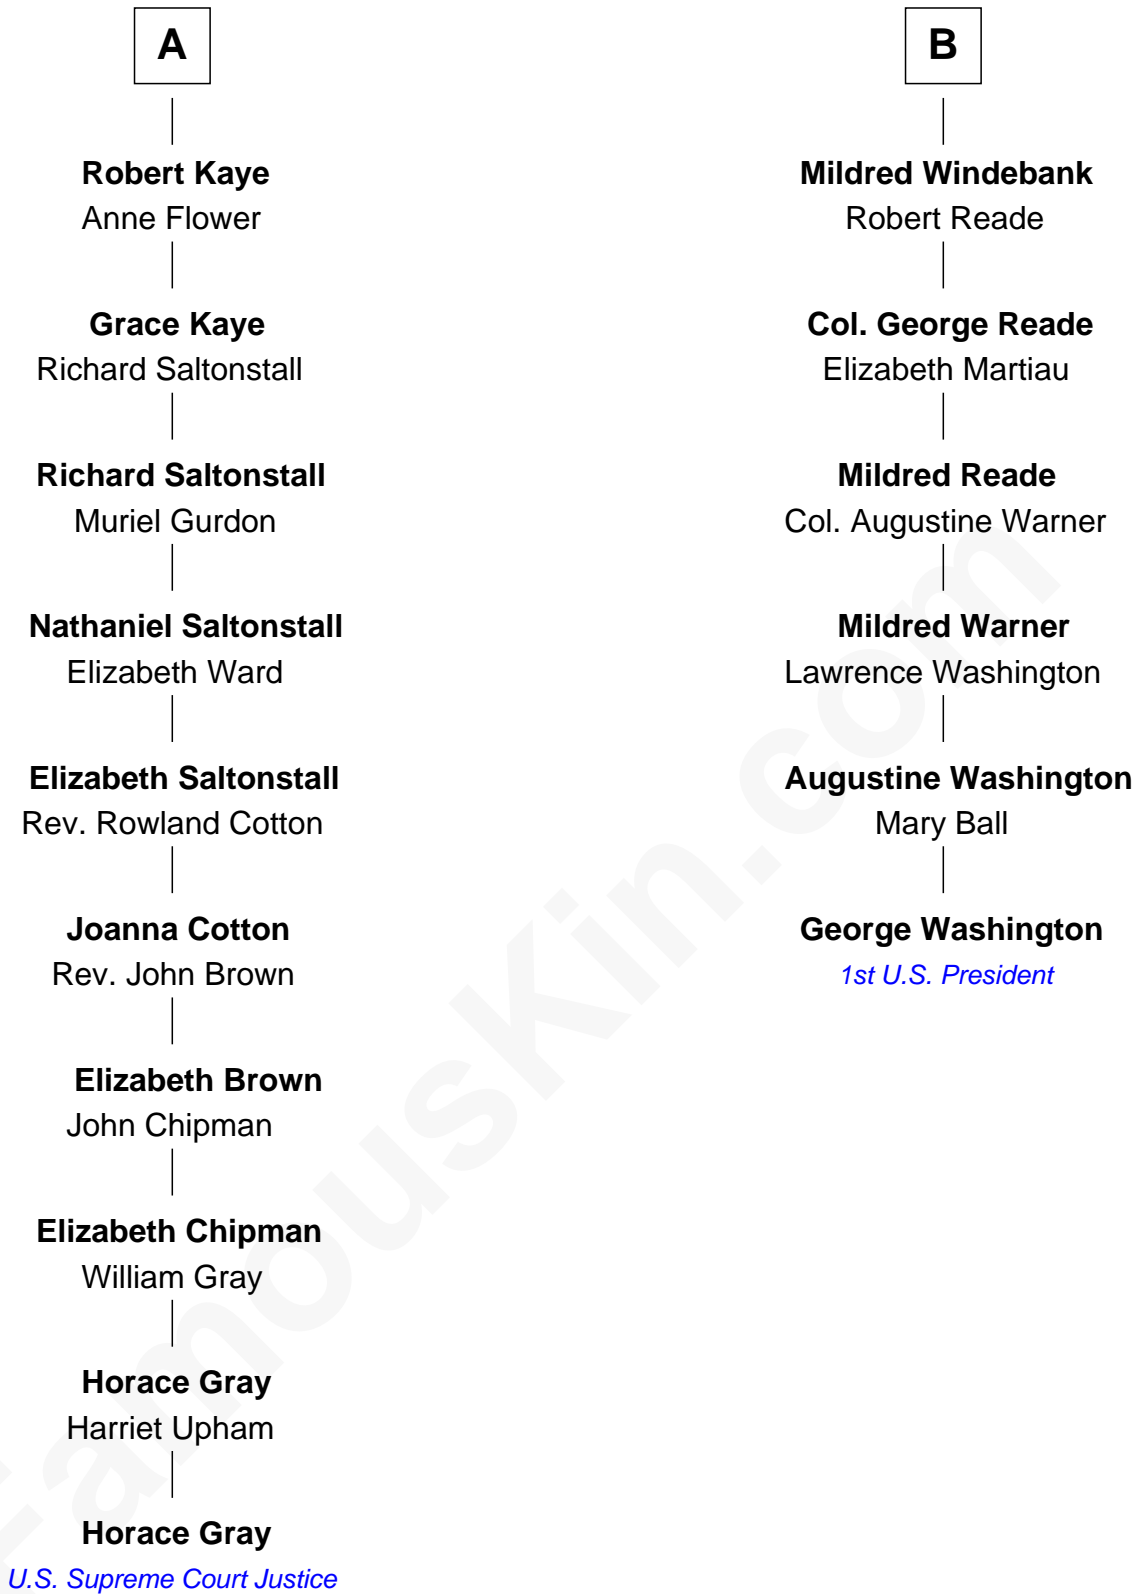 A
Robert Kaye
Anne Flower
Grace Kaye
Richard Saltonstall
Richard Saltonstall
Muriel Gurdon
Nathaniel Saltonstall
Elizabeth Ward
Elizabeth Saltonstall
Rev. Rowland Cotton
Joanna Cotton
Rev. John Brown
Elizabeth Brown
John Chipman
Elizabeth Chipman
William Gray
Horace Gray
Harriet Upham
Horace Gray
U.S. Supreme Court Justice
B
Mildred Windebank
Robert Reade
Col. George Reade
Elizabeth Martiau
Mildred Reade
Col. Augustine Warner
Mildred Warner
Lawrence Washington
Augustine Washington
Mary Ball
George Washington
1st U.S. President
FamousKin.com